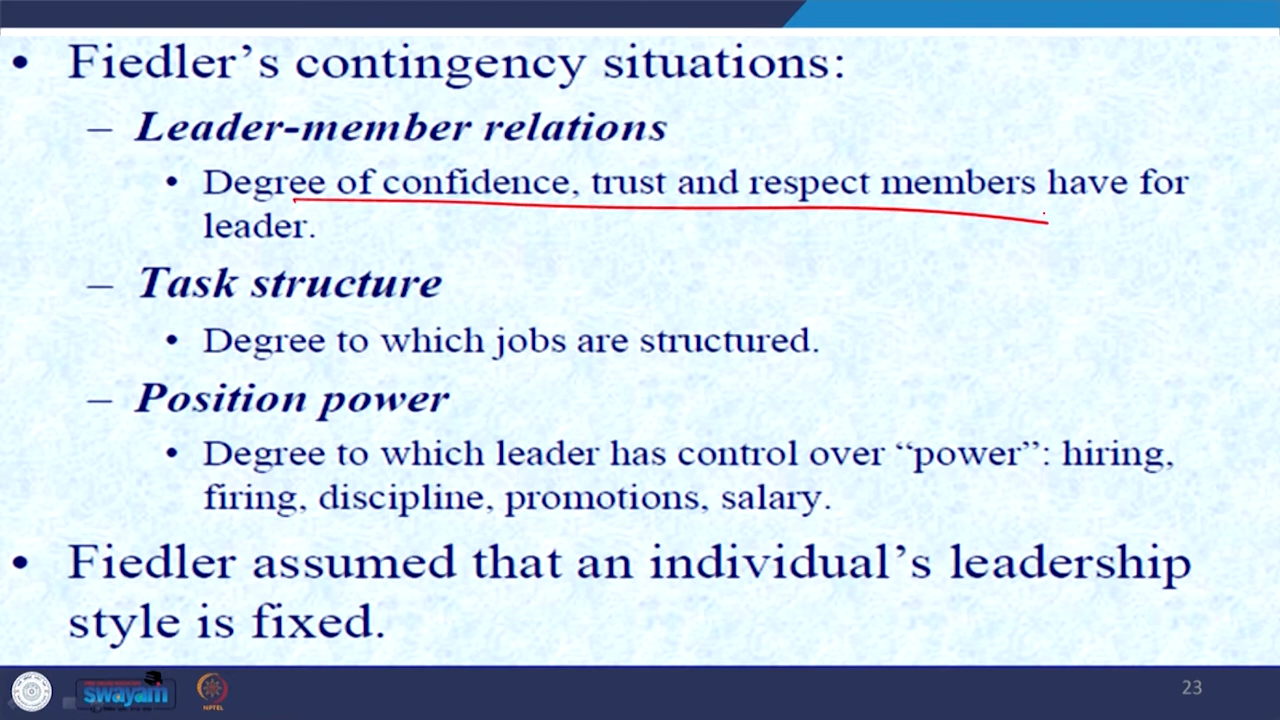 • Fiedler’s contingency situations:
– Leader-member relations
• Degree of confidence, trust and respect members have for
leader.
– Task structure
• Degree to which jobs are structured.
– Position power
• Degree to which leader has control over “power”: hiring,
firing, discipline, promotions, salary.
• Fiedler assumed that an individual’s leadership
style is fixed.
swayam
NPTEL
23